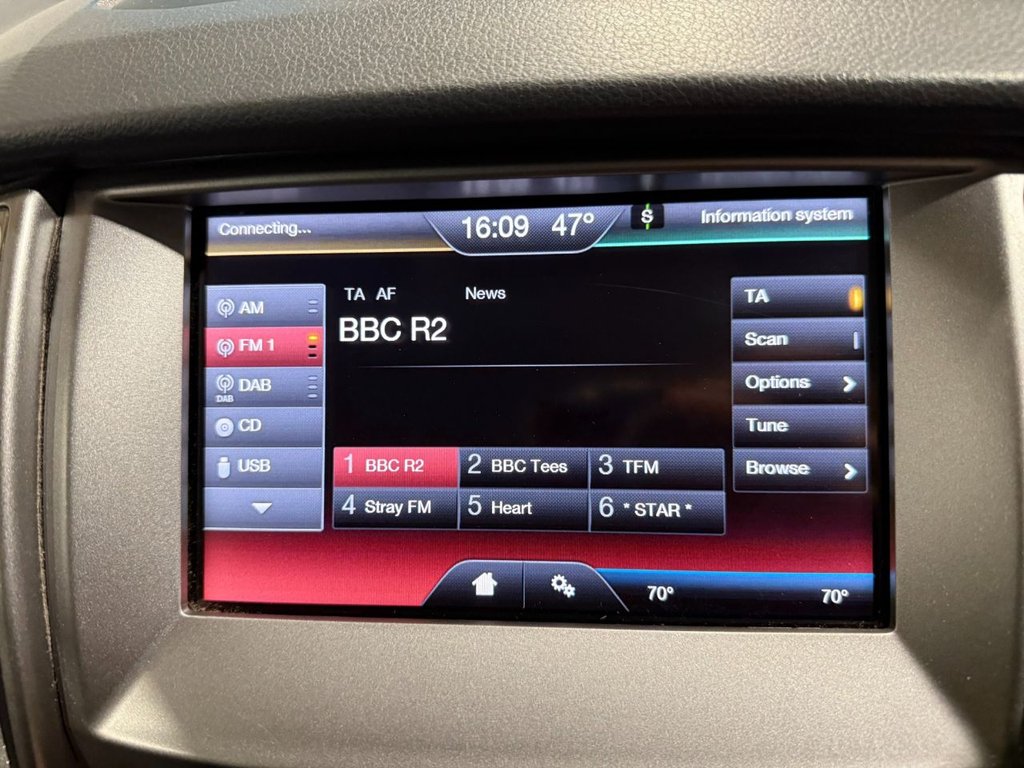 Connecting...
16:09 47°
S
Information system
AM
FM 1
DAB
DAB
CD
USB
TA AF News
BBC R2
1 BBC R2
2 BBC Tees
3 TFM
4 Stray FM
5 Heart
6 * STAR *
TA
Scan
Options
Tune
Browse
70° 70°